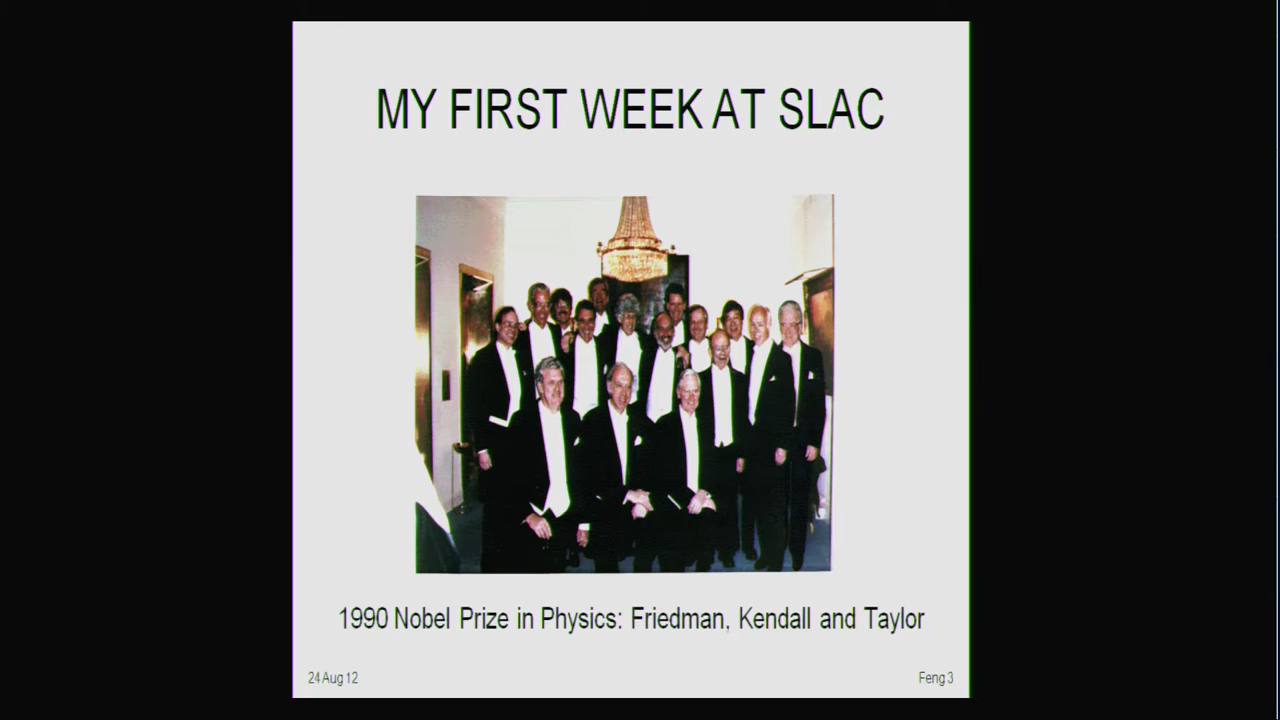 MY FIRST WEEK AT SLAC
1990 Nobel Prize in Physics: Friedman, Kendall and Taylor
24 Aug 12
Feng 3